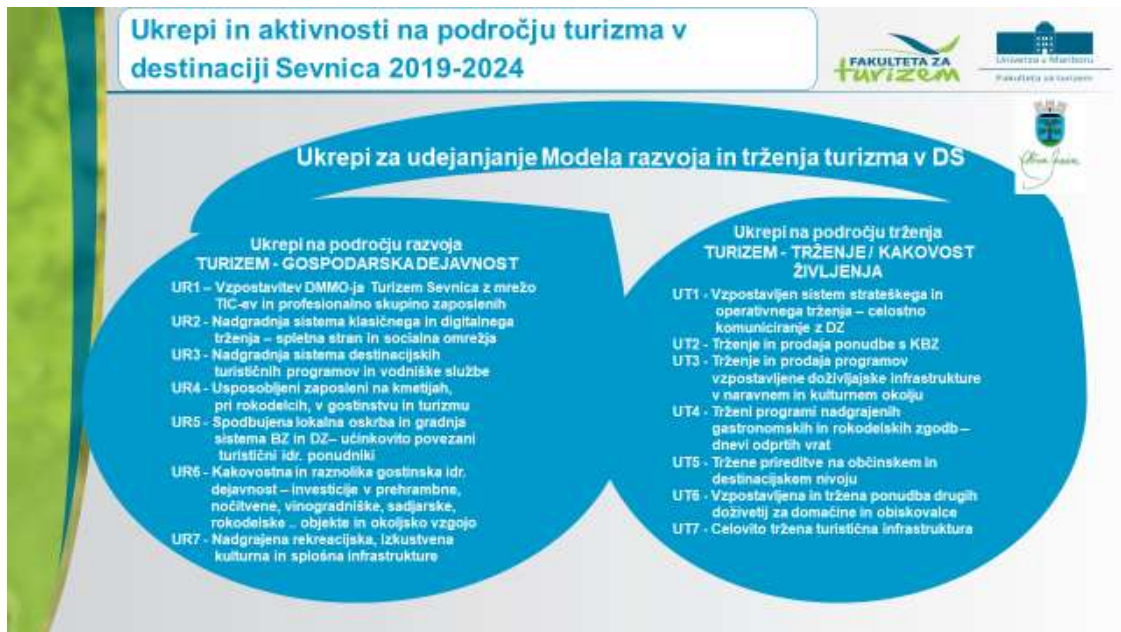 Ukrepi in aktivnosti na področju turizma v
destinaciji Sevnica 2019-2024
FAKULTETA ZA
turizem
Univerza v Mariboru
Fakulteta za turizem
Ukrepi za udejanjanje Modela razvoja in trženja turizma v DS
Ukrepi na področju razvoja
TURIZEM - GOSPODARSKA DEJAVNOST
UR1 – Vzpostavitev DMMO-ja Turizem Sevnica z mrežo
TIC-ev in profesionalno skupino zaposlenih
UR2 - Nadgradnja sistema klasičnega in digitalnega
trženja – spletna stran in socialna omrežja
UR3 - Nadgradnja sistema destinacijskih
turističnih programov in vodniške službe
UR4 - Usposobljeni zaposleni na kmetijah,
pri rokodelcih, v gostinstvu in turizmu
UR5 - Spodbujena lokalna oskrba in gradnja
sistema BZ in DZ– učinkovito povezani
turistični idr. ponudniki
UR6 - Kakovostna in raznolika gostinska idr.
dejavnost – investicije v prehrambne,
nočitvene, vinogradniške, sadjarske,
rokodelske .. objekte in okoljsko vzgojo
UR7 - Nadgrajena rekreacijska, izkustvena
kulturna in splošna infrastrukture
Ukrepi na področju trženja
TURIZEM - TRŽENJE / KAKOVOST
ŽIVLJENJA
UT1 - Vzpostavljen sistem strateškega in
operativnega trženja – celostno
komuniciranje z DZ
UT2 - Trženje in prodaja ponudbe s KBZ
UT3 - Trženje in prodaja programov
vzpostavljene doživljajske infrastrukture
v naravnem in kulturnem okolju
UT4 - Trženi programi nadgrajenih
gastronomskih in rokodelskih zgodb –
dnevi odprtih vrat
UT5 - Tržene prireditve na občinskem in
destinacijskem nivoju
UT6 - Vzpostavljena in tržena ponudba drugih
doživetij za domačine in obiskovalce
UT7 - Celovito tržena turistična infrastruktura